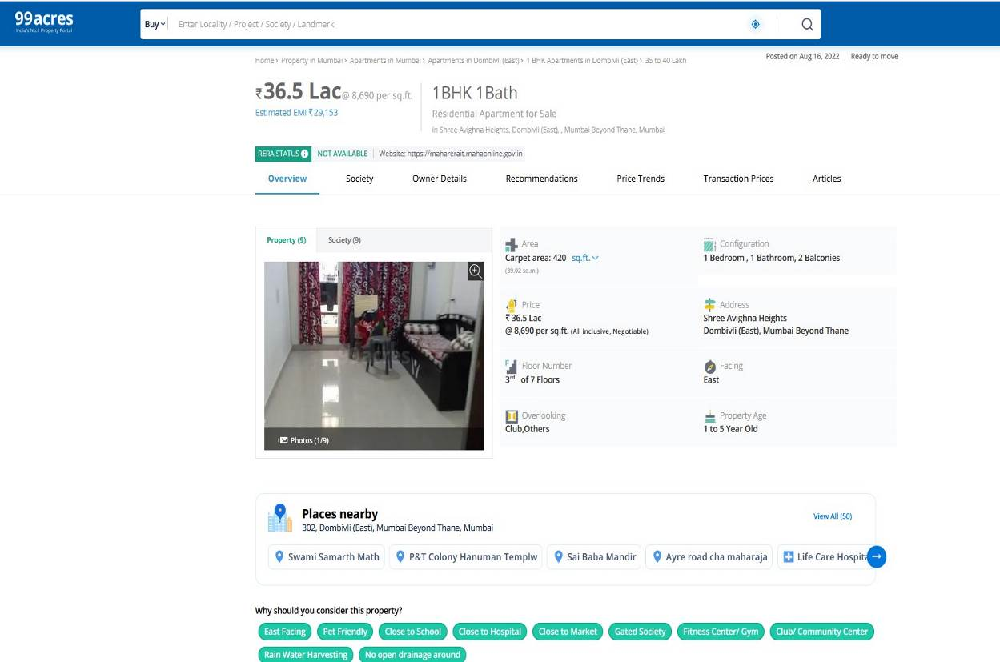 99acres
India's No.1 Property Portal
Buy
Enter Locality / Project / Society / Landmark
Home › Property in Mumbai › Apartments in Mumbai › Apartments in Dombivli (East) › 1 BHK Apartments in Dombivli (East) › 35 to 40 Lakh
Posted on Aug 16, 2022 | Ready to move
₹36.5 Lac @ 8,690 per sq.ft.
Estimated EMI ₹29,153
1BHK 1Bath
Residential Apartment for Sale
in Shree Avighna Heights, Dombivli (East), , Mumbai Beyond Thane, Mumbai
RERA STATUS NOT AVAILABLE Website: https://maharerait.mahaonline.gov.in
Overview Society Owner Details Recommendations Price Trends Transaction Prices Articles
Property (9) Society (9)
Photos (1/9)
Area
Carpet area: 420 sq.ft.
(39.02 sq.m.)
Configuration
1 Bedroom , 1 Bathroom, 2 Balconies
Price
₹ 36.5 Lac
@ 8,690 per sq.ft. (All inclusive, Negotiable)
Address
Shree Avighna Heights
Dombivli (East), Mumbai Beyond Thane
Floor Number
3rd of 7 Floors
Facing
East
Overlooking
Club,Others
Property Age
1 to 5 Year Old
Places nearby
302, Dombivli (East), Mumbai Beyond Thane, Mumbai
View All (50)
Swami Samarth Math P&T Colony Hanuman Templw Sai Baba Mandir Ayre road cha maharaja Life Care Hospita
Why should you consider this property?
East Facing Pet Friendly Close to School Close to Hospital Close to Market Gated Society Fitness Center/ Gym Club/ Community Center
Rain Water Harvesting No open drainage around